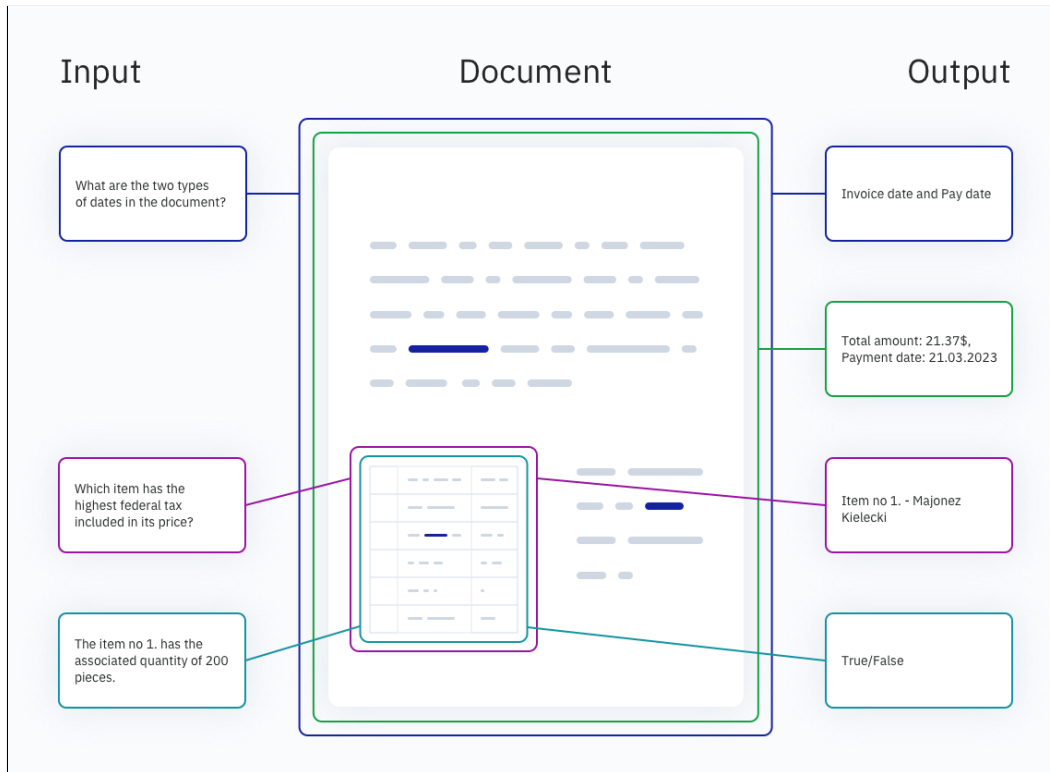 Input
Document
Output
What are the two types
of dates in the document?
Invoice date and Pay date
Total amount: 21.37$,
Payment date: 21.03.2023
Which item has the
highest federal tax
included in its price?
Item no 1. - Majonez
Kielecki
The item no 1. has the
associated quantity of 200
pieces.
True/False